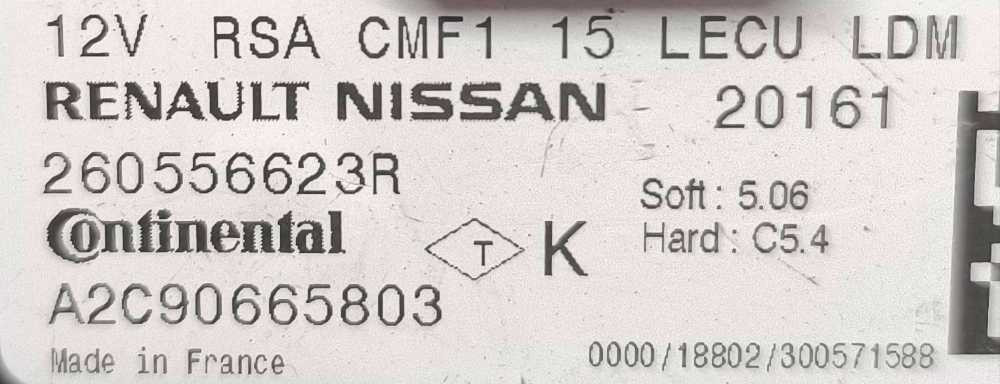 12V RSA CMF1 15 LECU LDM
RENAULT NISSAN 20161
260556623R
Soft: 5.06
Continental T K Hard: C5.4
A2C90665803
Made in France 0000/18802/300571588